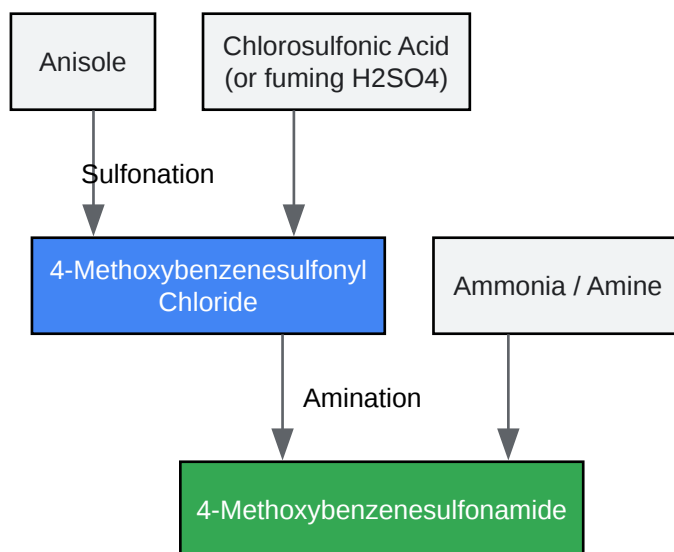 Anisole
Chlorosulfonic Acid
(or fuming H2SO4)
Sulfonation
4-Methoxybenzenesulfonyl
Chloride
Ammonia / Amine
Amination
4-Methoxybenzenesulfonamide